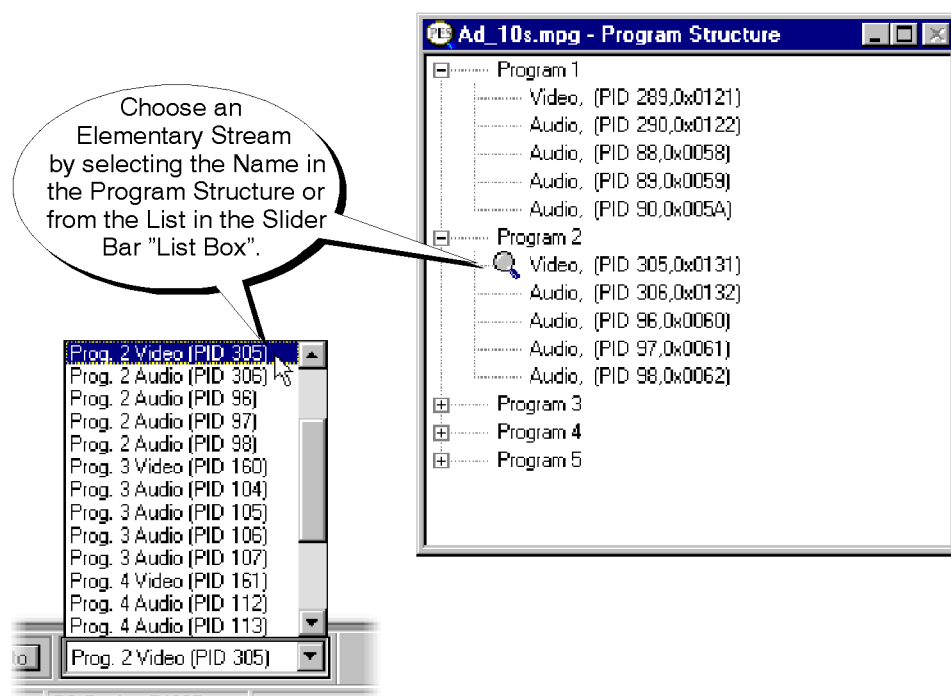 Ad_10s.mpg - Program Structure
Program 1
Video, (PID 289,0x0121)
Audio, (PID 290,0x0122)
Audio, (PID 88,0x0058)
Audio, (PID 89,0x0059)
Audio, (PID 90,0x005A)
Program 2
Video, (PID 305,0x0131)
Audio, (PID 306,0x0132)
Audio, (PID 96,0x0060)
Audio, (PID 97,0x0061)
Audio, (PID 98,0x0062)
Program 3
Program 4
Program 5
Choose an
Elementary Stream
by selecting the Name in
the Program Structure or
from the List in the Slider
Bar ”List Box”.
Prog. 2 Video (PID 305)
Prog. 2 Audio (PID 306)
Prog. 2 Audio (PID 96)
Prog. 2 Audio (PID 97)
Prog. 2 Audio (PID 98)
Prog. 3 Video (PID 160)
Prog. 3 Audio (PID 104)
Prog. 3 Audio (PID 105)
Prog. 3 Audio (PID 106)
Prog. 3 Audio (PID 107)
Prog. 4 Video (PID 161)
Prog. 4 Audio (PID 112)
Prog. 4 Audio (PID 113)
Prog. 2 Video (PID 305)